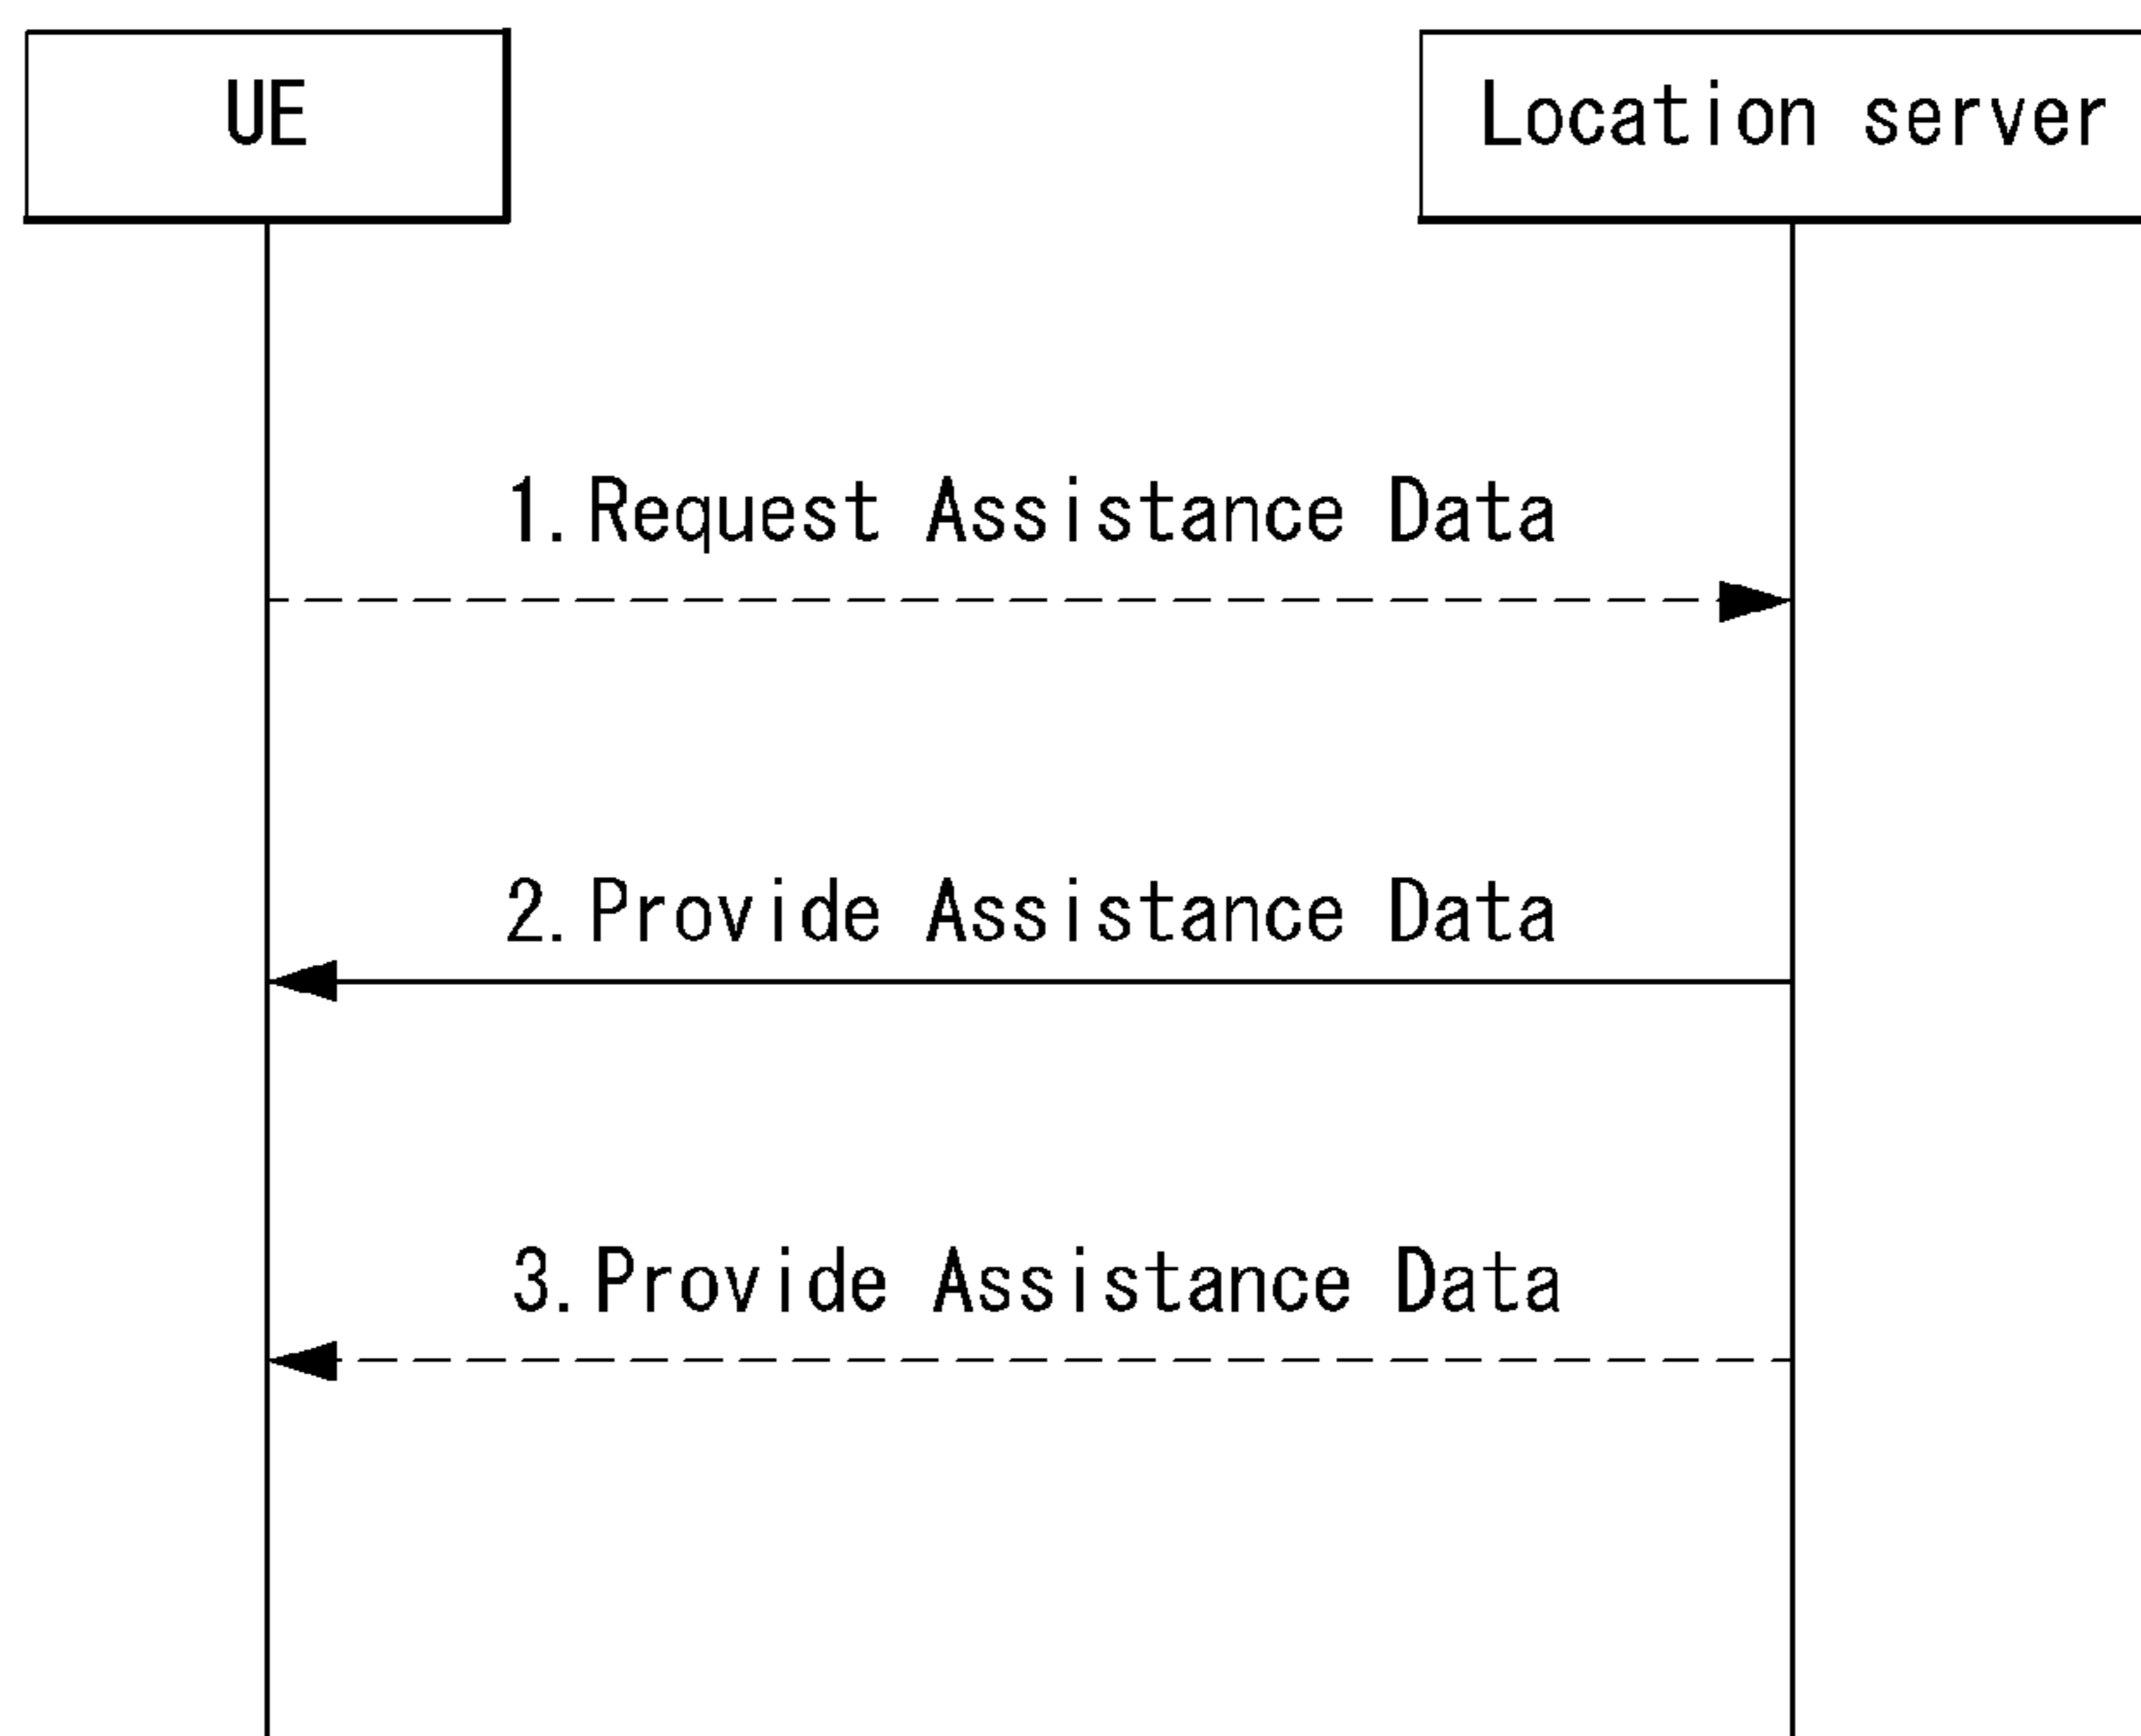 UE
Location server
1.Request Assistance Data
2.Provide Assistance Data
3.Provide Assistance Data